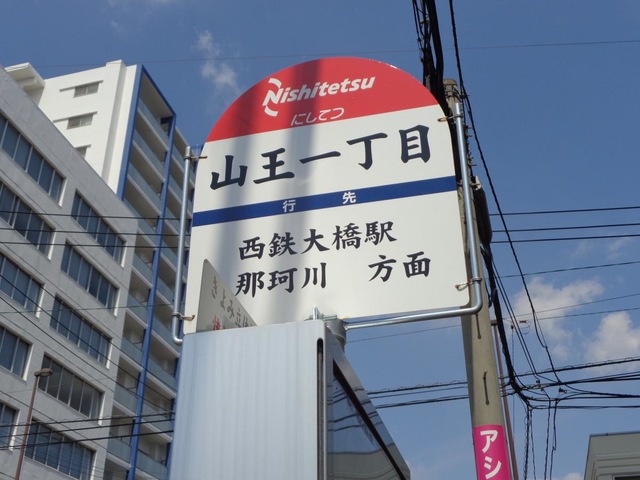 Nishitetsu
にしてつ
山王一丁目
行先
西鉄大橋駅
那珂川 方面
アシ